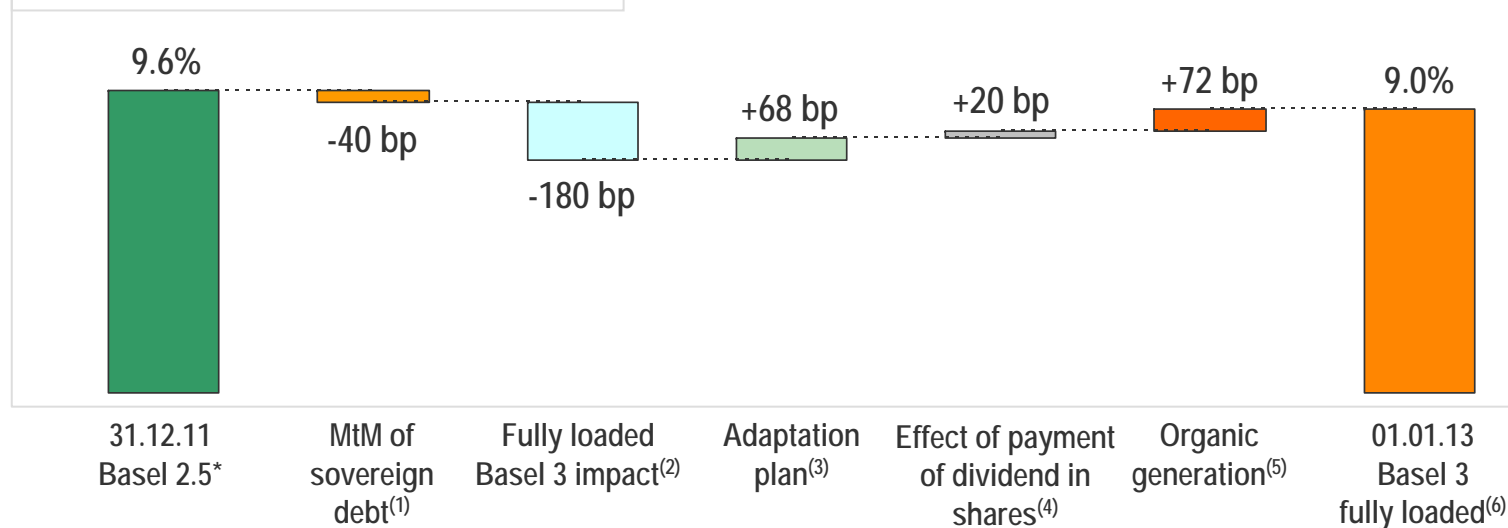 9.6%
-40 bp
-180 bp
+68 bp
+20 bp
+72 bp
9.0%
31.12.11
Basel 2.5*
MtM of
sovereign
debt(1)
Fully loaded
Basel 3 impact(2)
Adaptation
plan(3)
Effect of payment
of dividend in
shares(4)
Organic
generation(5)
01.01.13
Basel 3
fully loaded(6)